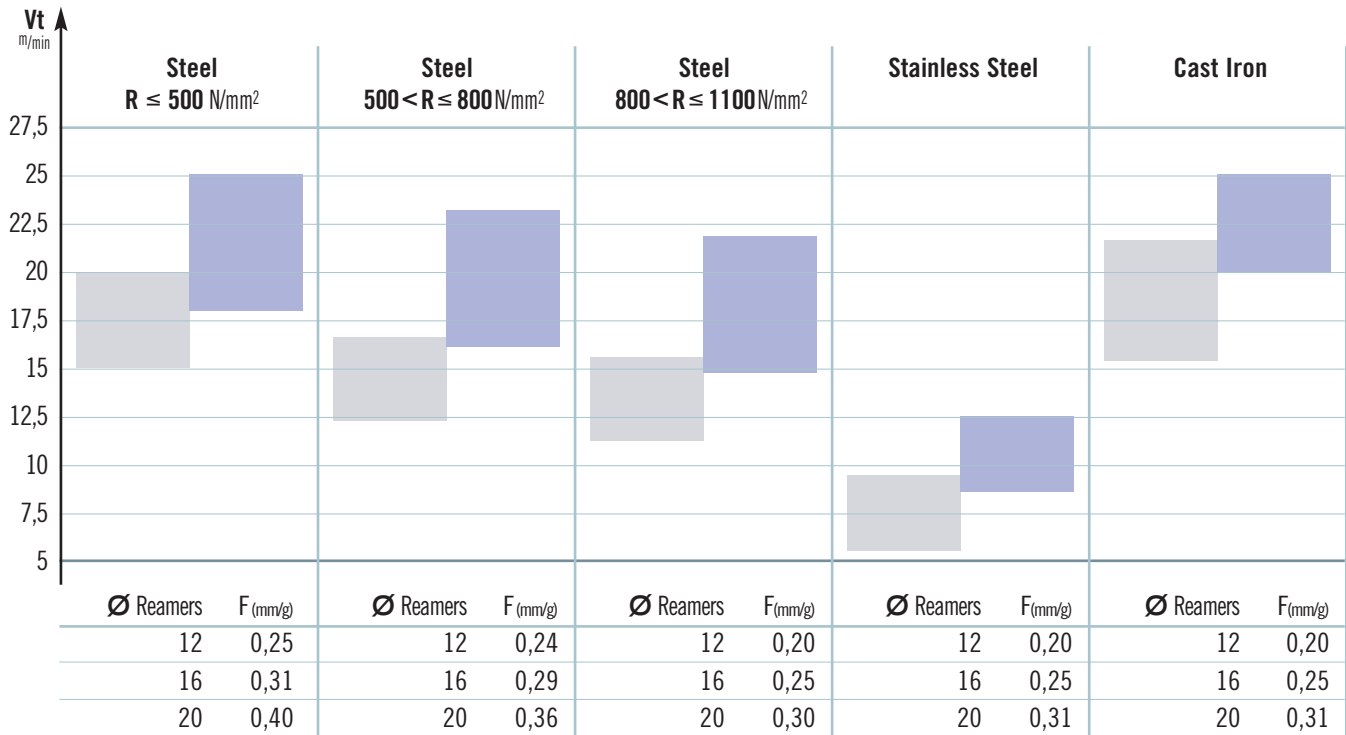 Vt
m/min
Steel
R ≤ 500 N/mm²
Steel
500 < R ≤ 800 N/mm²
Steel
800 < R ≤ 1100 N/mm²
Stainless Steel
Cast Iron
27,5
25
22,5
20
17,5
15
12,5
10
7,5
5
Ø Reamers F (mm/g) Ø Reamers F (mm/g) Ø Reamers F (mm/g) Ø Reamers F (mm/g) Ø Reamers F (mm/g)
12 0,25 12 0,24 12 0,20 12 0,20 12 0,20
16 0,31 16 0,29 16 0,25 16 0,25 16 0,25
20 0,40 20 0,36 20 0,30 20 0,31 20 0,31